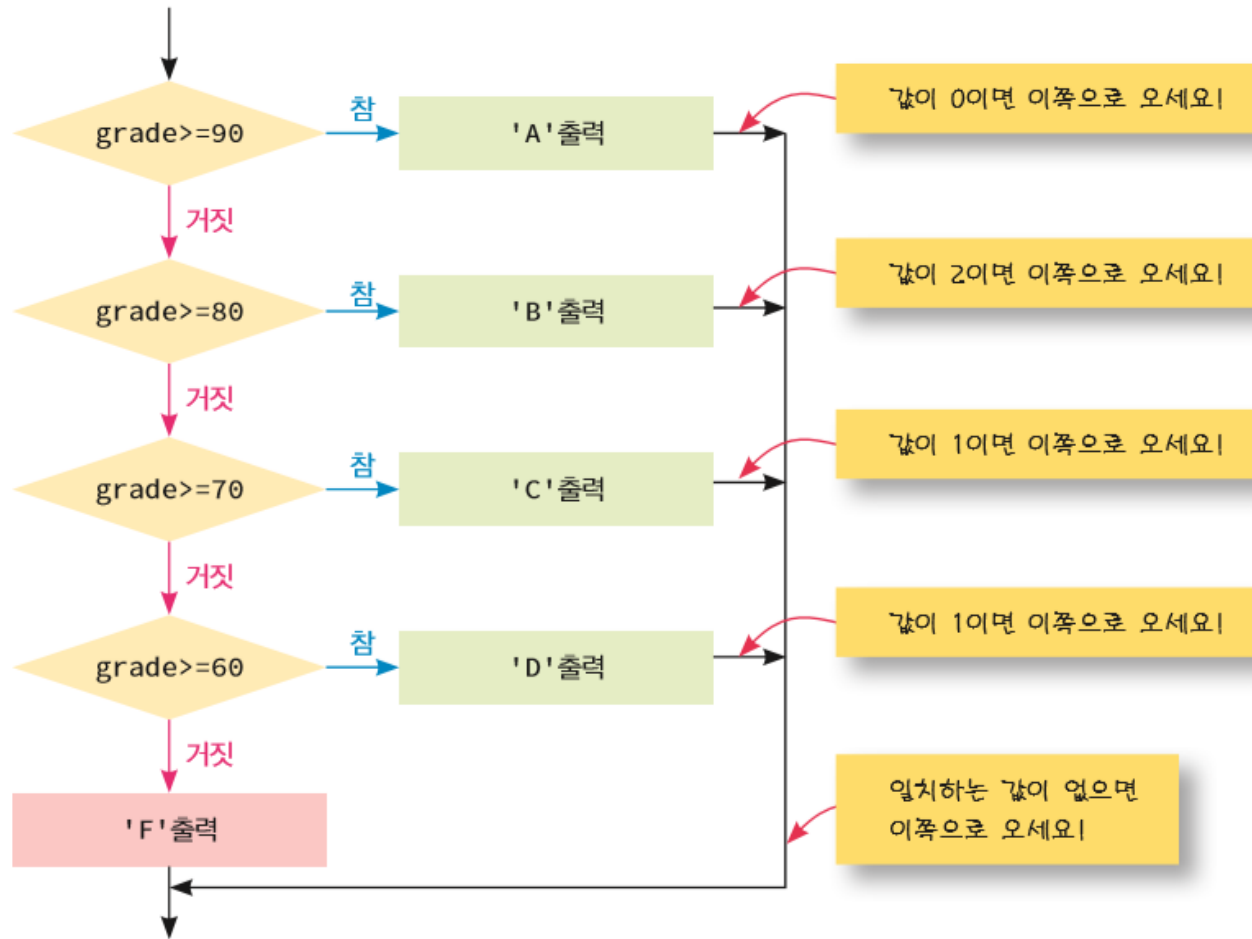 grade>=90
참
'A'출력
값이 0이면 이쪽으로 오세요!
거짓
grade>=80
참
'B'출력
값이 2이면 이쪽으로 오세요!
거짓
grade>=70
참
'C'출력
값이 1이면 이쪽으로 오세요!
거짓
grade>=60
참
'D'출력
값이 1이면 이쪽으로 오세요!
거짓
'F'출력
일치하는 값이 없으면
이쪽으로 오세요!